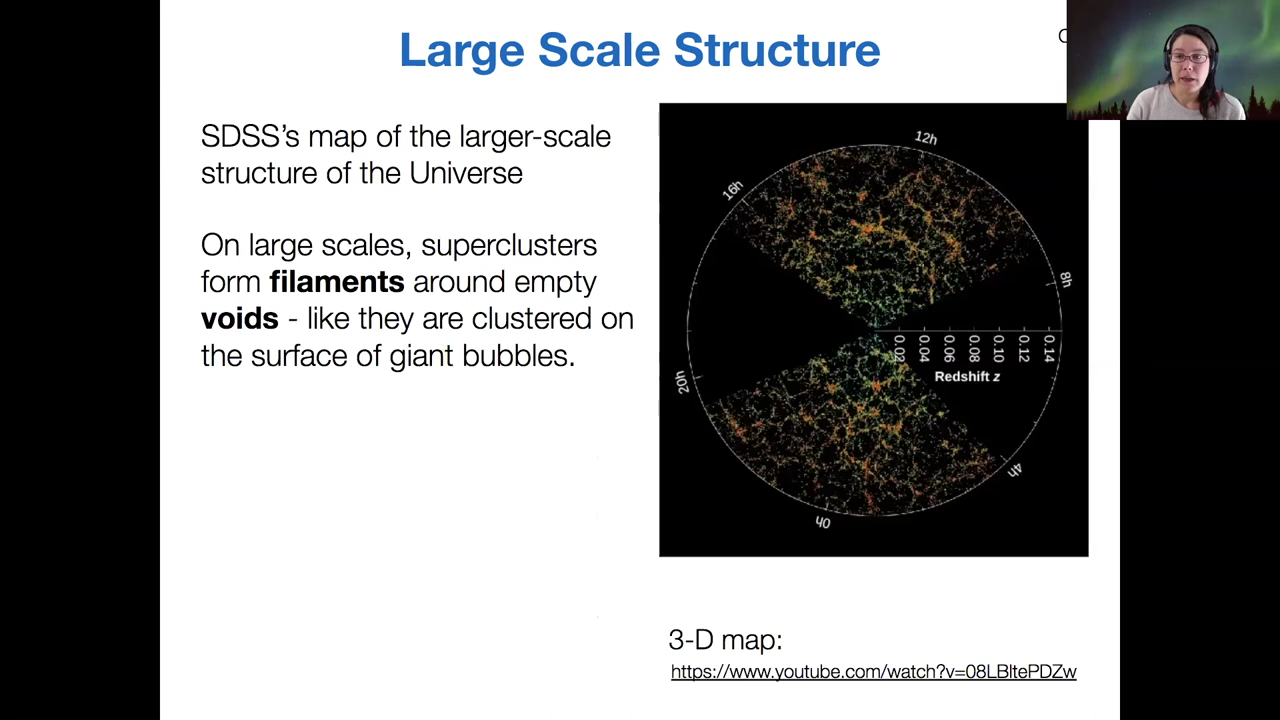 Large Scale Structure
SDSS's map of the larger-scale
structure of the Universe
On large scales, superclusters
form filaments around empty
voids - like they are clustered on
the surface of giant bubbles.
12h
16h
8h
0.02 0.04 0.06 0.08 0.10 0.12 0.14
Redshift z
20h
4h
0h
3-D map:
https://www.youtube.com/watch?v=08LBltePDZw